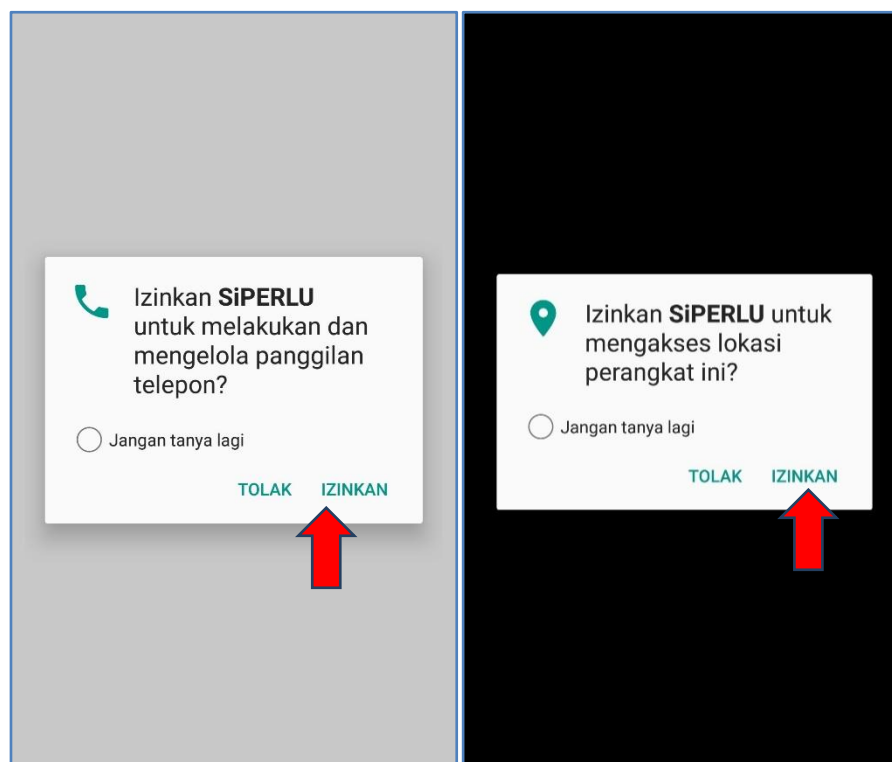 Izinkan SiPERLU
untuk melakukan dan
mengelola panggilan
telepon?
Jangan tanya lagi
TOLAK IZINKAN
Izinkan SiPERLU untuk
mengakses lokasi
perangkat ini?
Jangan tanya lagi
TOLAK IZINKAN